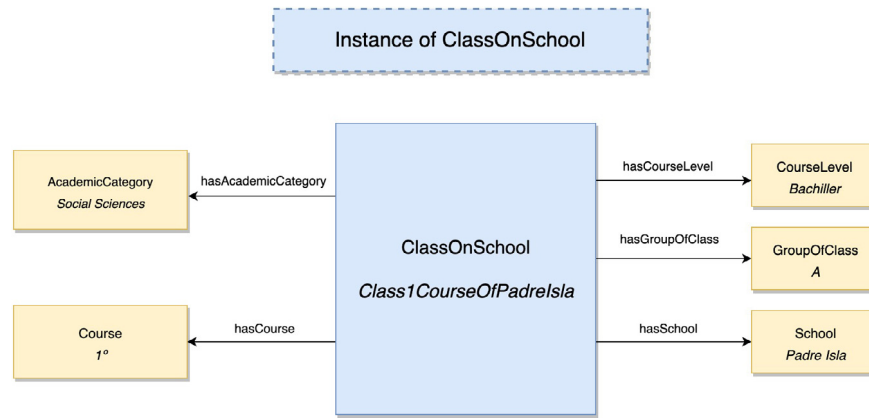 Instance of ClassOnSchool
AcademicCategory
Social Sciences
hasAcademicCategory
Course
1º
hasCourse
ClassOnSchool
Class1CourseOfPadreIsla
hasCourseLevel
CourseLevel
Bachiller
hasGroupOfClass
GroupOfClass
A
hasSchool
School
Padre Isla